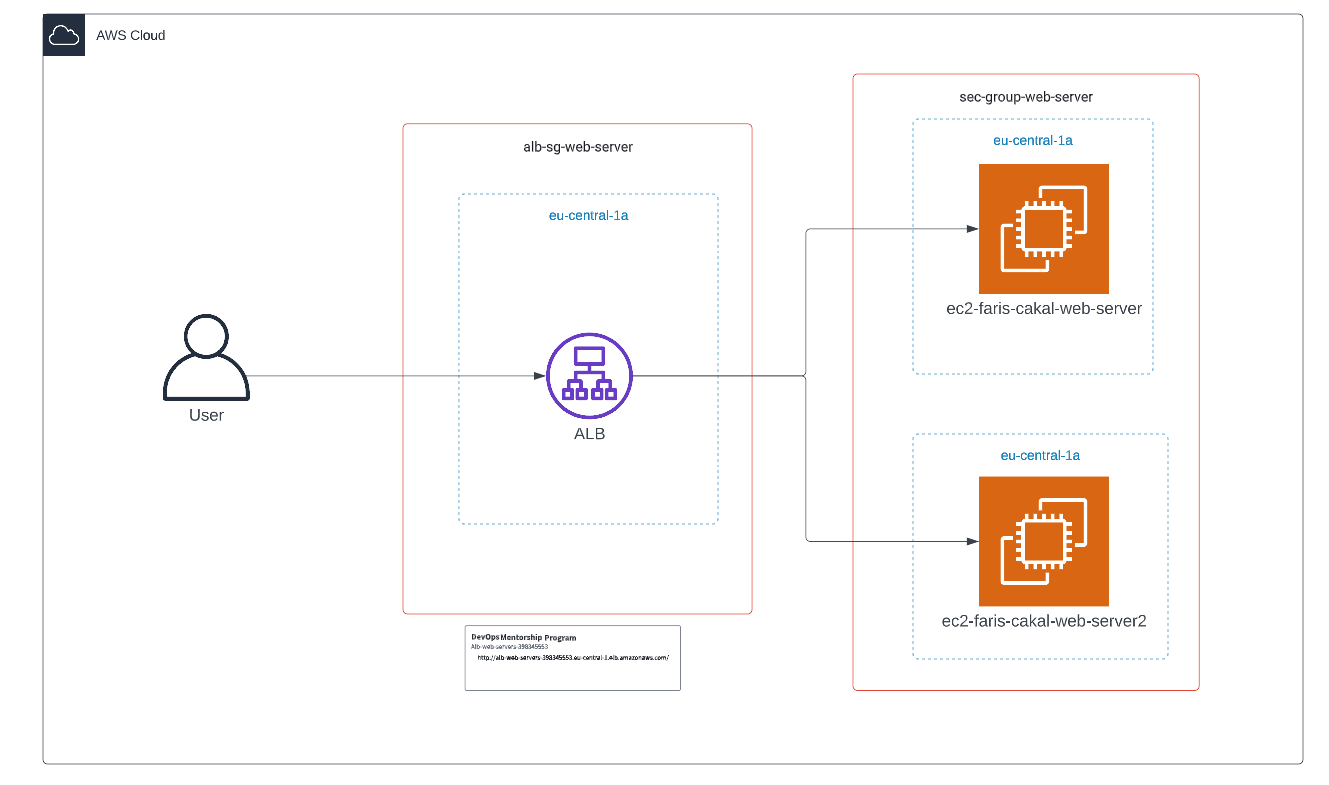 AWS Cloud
sec-group-web-server
eu-central-1a
ec2-faris-cakal-web-server
alb-sg-web-server
eu-central-1a
User
ALB
eu-central-1a
ec2-faris-cakal-web-server2
DevOps Mentorship Program
Alb-web-servers-398345553
http://alb-web-servers-398345553.eu-central-1.elb.amazonaws.com/